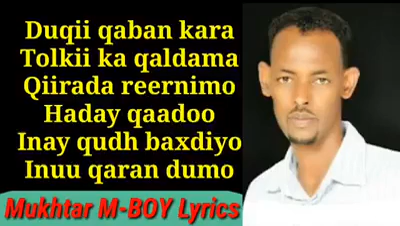 Duqii qaban kara
Tolkii ka qaldama
Qiirada reernimo
Haday qaadoo
Inay qudh baxdiyo
Inuu qaran dumo
Mukhtar M-BOY Lyrics